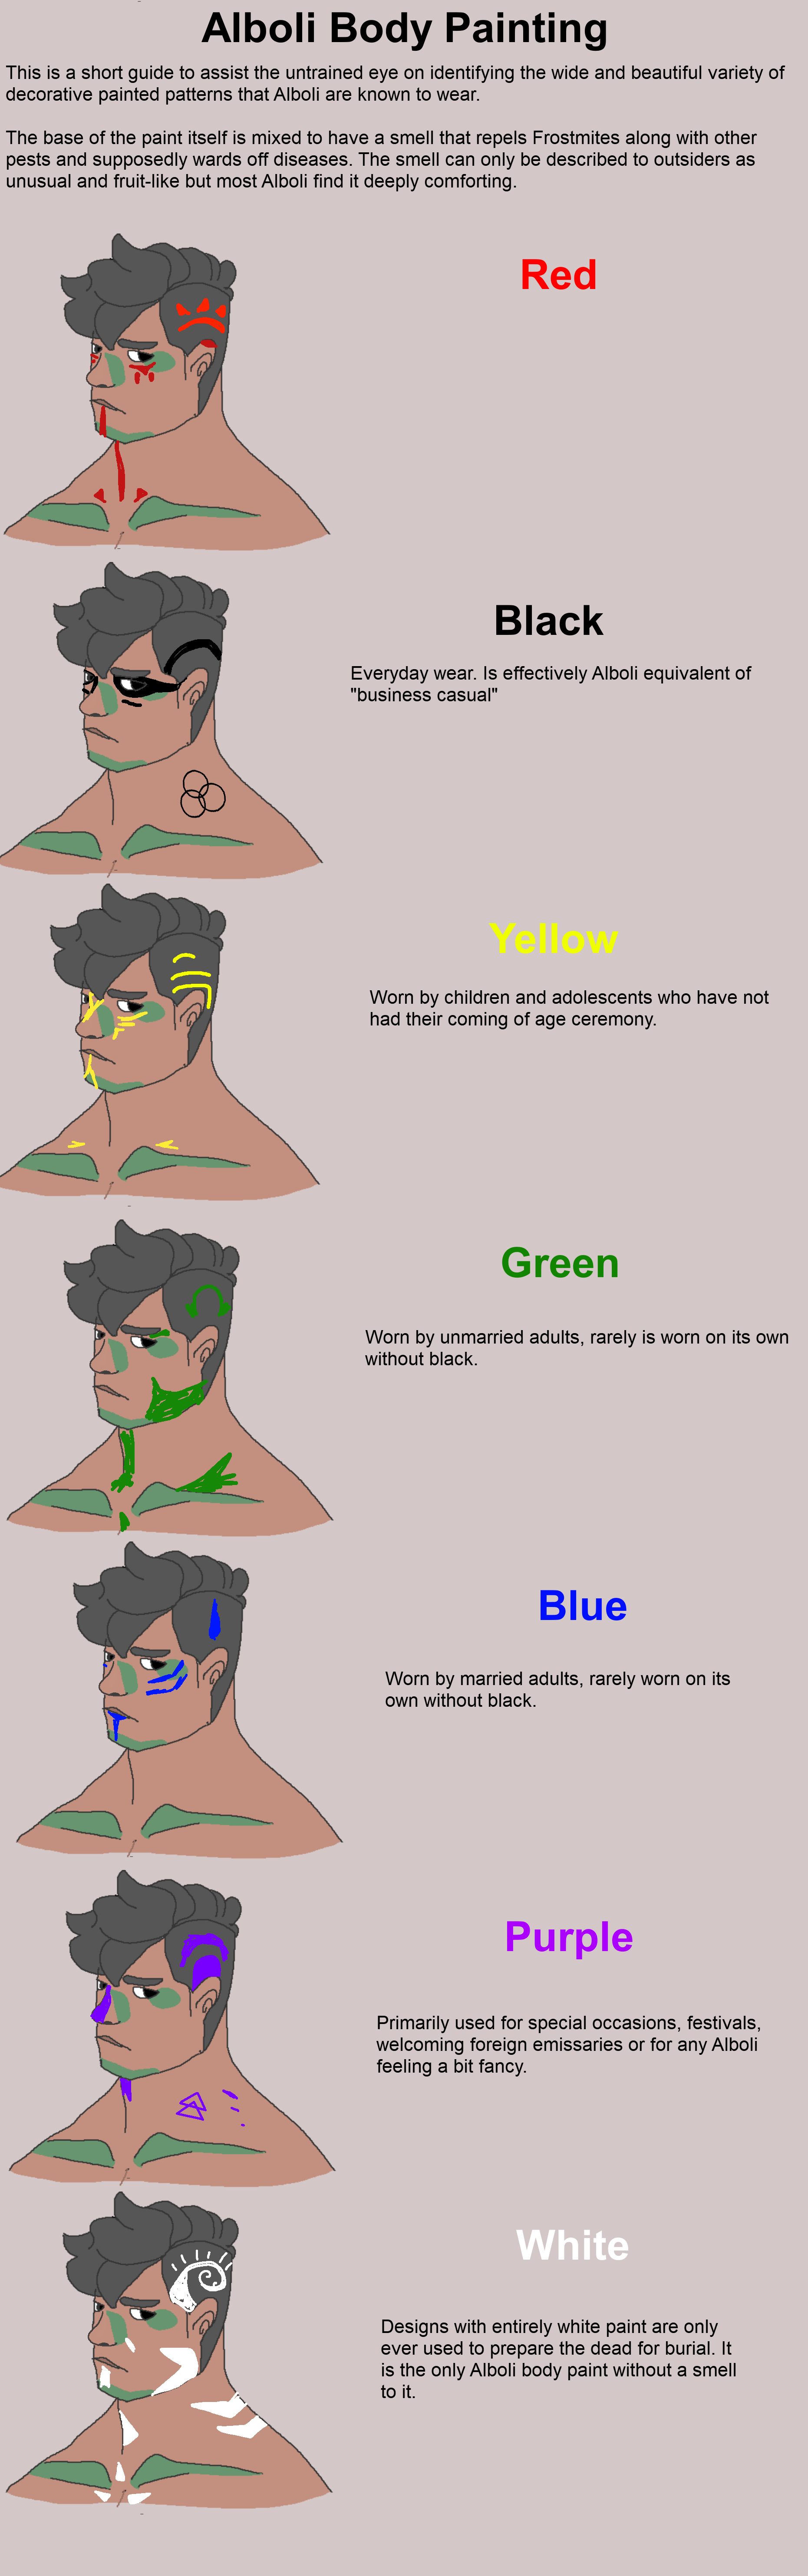 Alboli Body Painting
This is a short guide to assist the untrained eye on identifying the wide and beautiful variety of
decorative painted patterns that Alboli are known to wear.
The base of the paint itself is mixed to have a smell that repels Frostmites along with other
pests and supposedly wards off diseases. The smell can only be described to outsiders as
unusual and fruit-like but most Alboli find it deeply comforting.
Red
Black
Everyday wear. Is effectively Alboli equivalent of
"business casual"
Yellow
Worn by children and adolescents who have not
had their coming of age ceremony.
Green
Worn by unmarried adults, rarely is worn on its own
without black.
Blue
Worn by married adults, rarely worn on its
own without black.
Purple
Primarily used for special occasions, festivals,
welcoming foreign emissaries or for any Alboli
feeling a bit fancy.
White
Designs with entirely white paint are only
ever used to prepare the dead for burial. It
is the only Alboli body paint without a smell
to it.